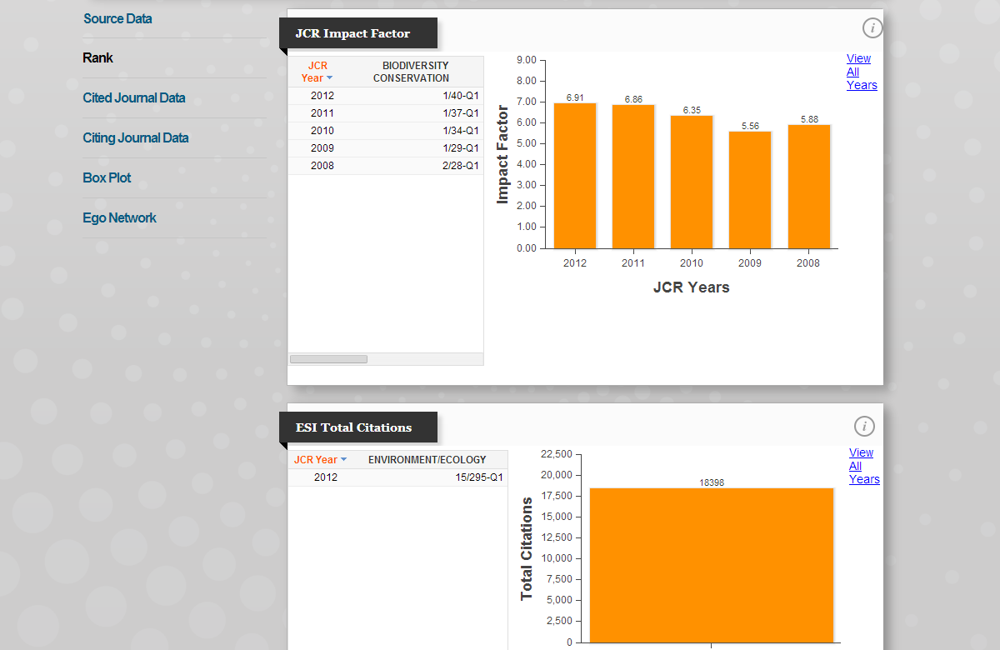 Source Data
Rank
Cited Journal Data
Citing Journal Data
Box Plot
Ego Network
JCR Impact Factor
i
JCR
Year
BIODIVERSITY
CONSERVATION
2012 1/40-Q1
2011 1/37-Q1
2010 1/34-Q1
2009 1/29-Q1
2008 2/28-Q1
Impact Factor
9.00
8.00
7.00
6.00
5.00
4.00
3.00
2.00
1.00
0.00
6.91 6.86 6.35 5.56 5.88
2012 2011 2010 2009 2008
JCR Years
View
All
Years
ESI Total Citations
i
JCR Year ENVIRONMENT/ECOLOGY
2012 15/295-Q1
Total Citations
22,500
20,000
17,500
15,000
12,500
10,000
7,500
5,000
2,500
0
18398
View
All
Years